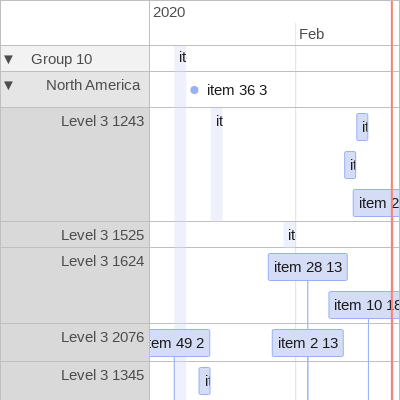 2020
Feb
▼ Group 10
it
▼ North America
item 36 3
Level 3 1243
it
it
it
item 2
Level 3 1525
it
Level 3 1624
item 28 13
item 10 18
Level 3 2076
em 49 2
item 2 13
Level 3 1345
it